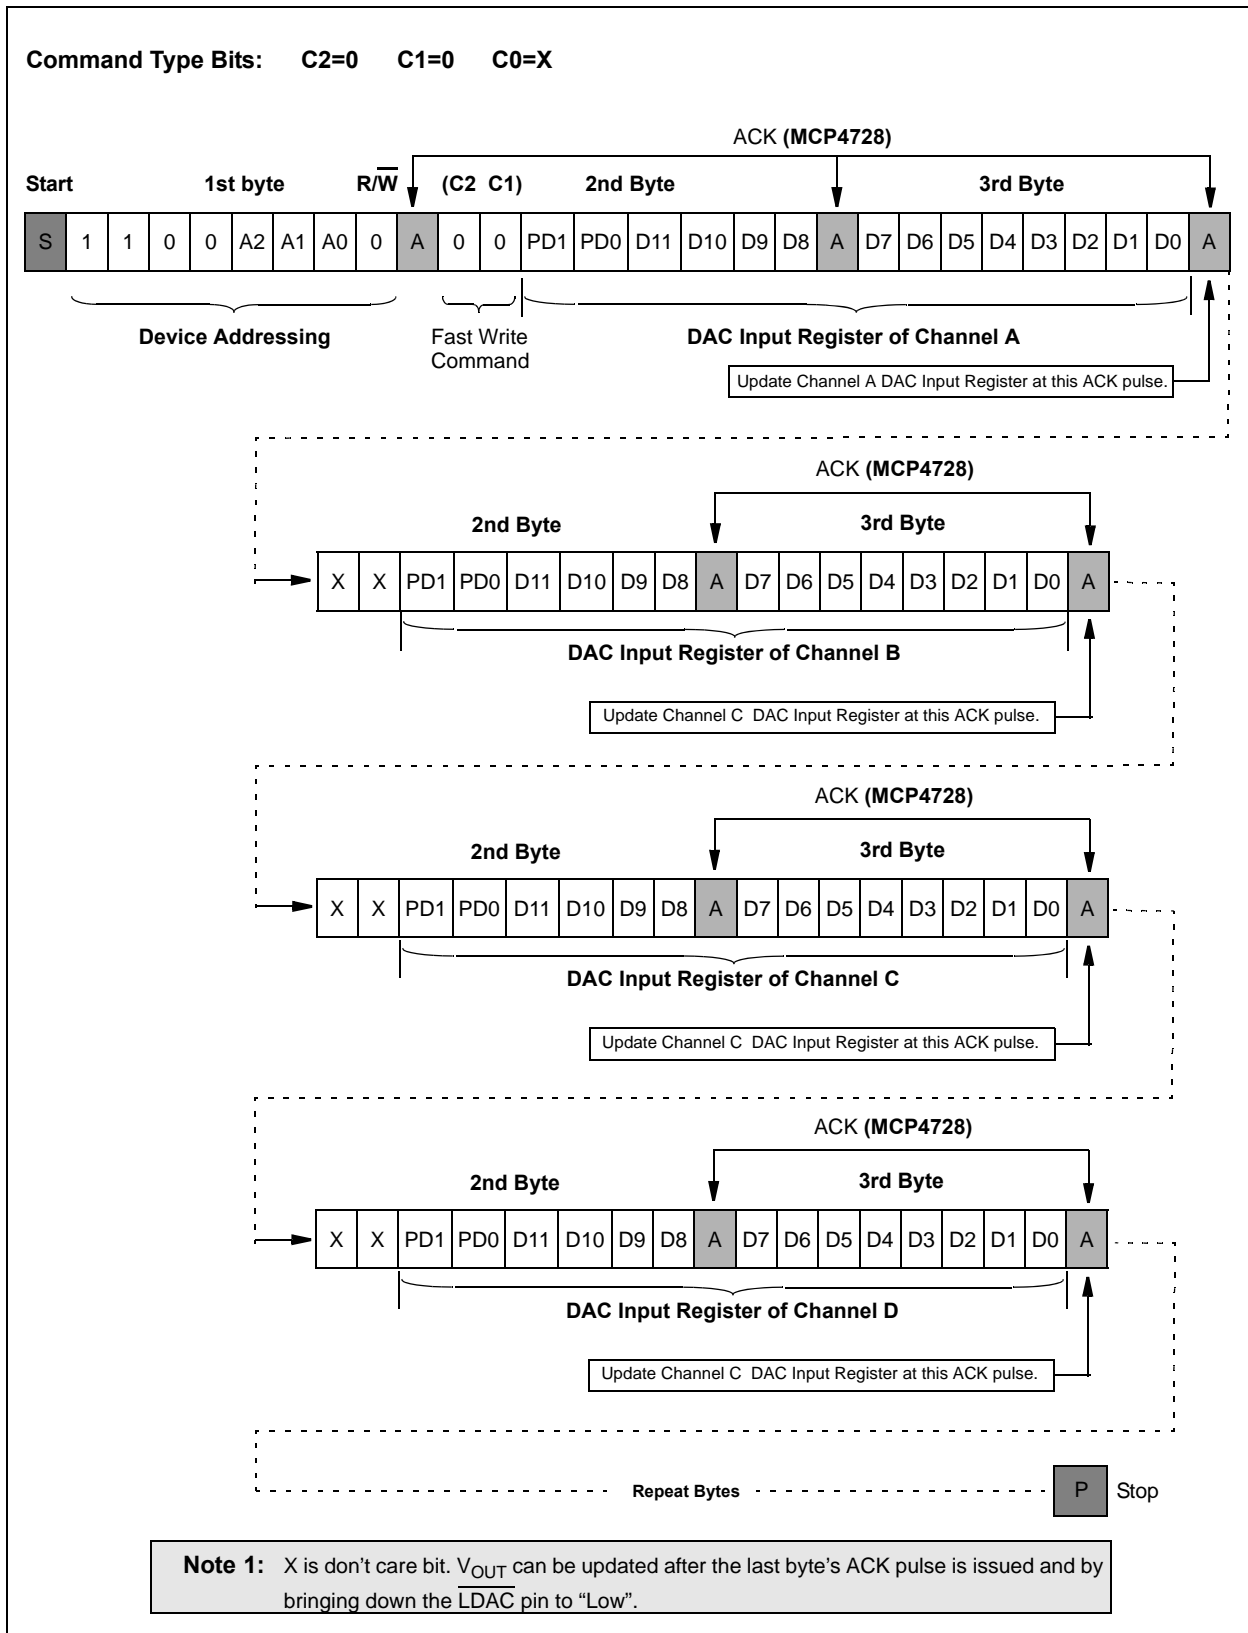 Command Type Bits: C2=0 C1=0 C0=X
ACK (MCP4728)
Start 1st byte R/W (C2 C1) 2nd Byte 3rd Byte
S 1 1 0 0 A2 A1 A0 0 A 0 0 PD1 PD0 D11 D10 D9 D8 A D7 D6 D5 D4 D3 D2 D1 D0 A
Device Addressing Fast Write DAC Input Register of Channel A
Command
Update Channel A DAC Input Register at this ACK pulse.
ACK (MCP4728)
2nd Byte 3rd Byte
X X PD1 PD0 D11 D10 D9 D8 A D7 D6 D5 D4 D3 D2 D1 D0 A
DAC Input Register of Channel B
Update Channel C DAC Input Register at this ACK pulse.
ACK (MCP4728)
2nd Byte 3rd Byte
X X PD1 PD0 D11 D10 D9 D8 A D7 D6 D5 D4 D3 D2 D1 D0 A
DAC Input Register of Channel C
Update Channel C DAC Input Register at this ACK pulse.
ACK (MCP4728)
2nd Byte 3rd Byte
X X PD1 PD0 D11 D10 D9 D8 A D7 D6 D5 D4 D3 D2 D1 D0 A
DAC Input Register of Channel D
Update Channel C DAC Input Register at this ACK pulse.
Repeat Bytes P Stop
Note 1: X is don't care bit. VOUT can be updated after the last byte's ACK pulse is issued and by
bringing down the LDAC pin to “Low”.